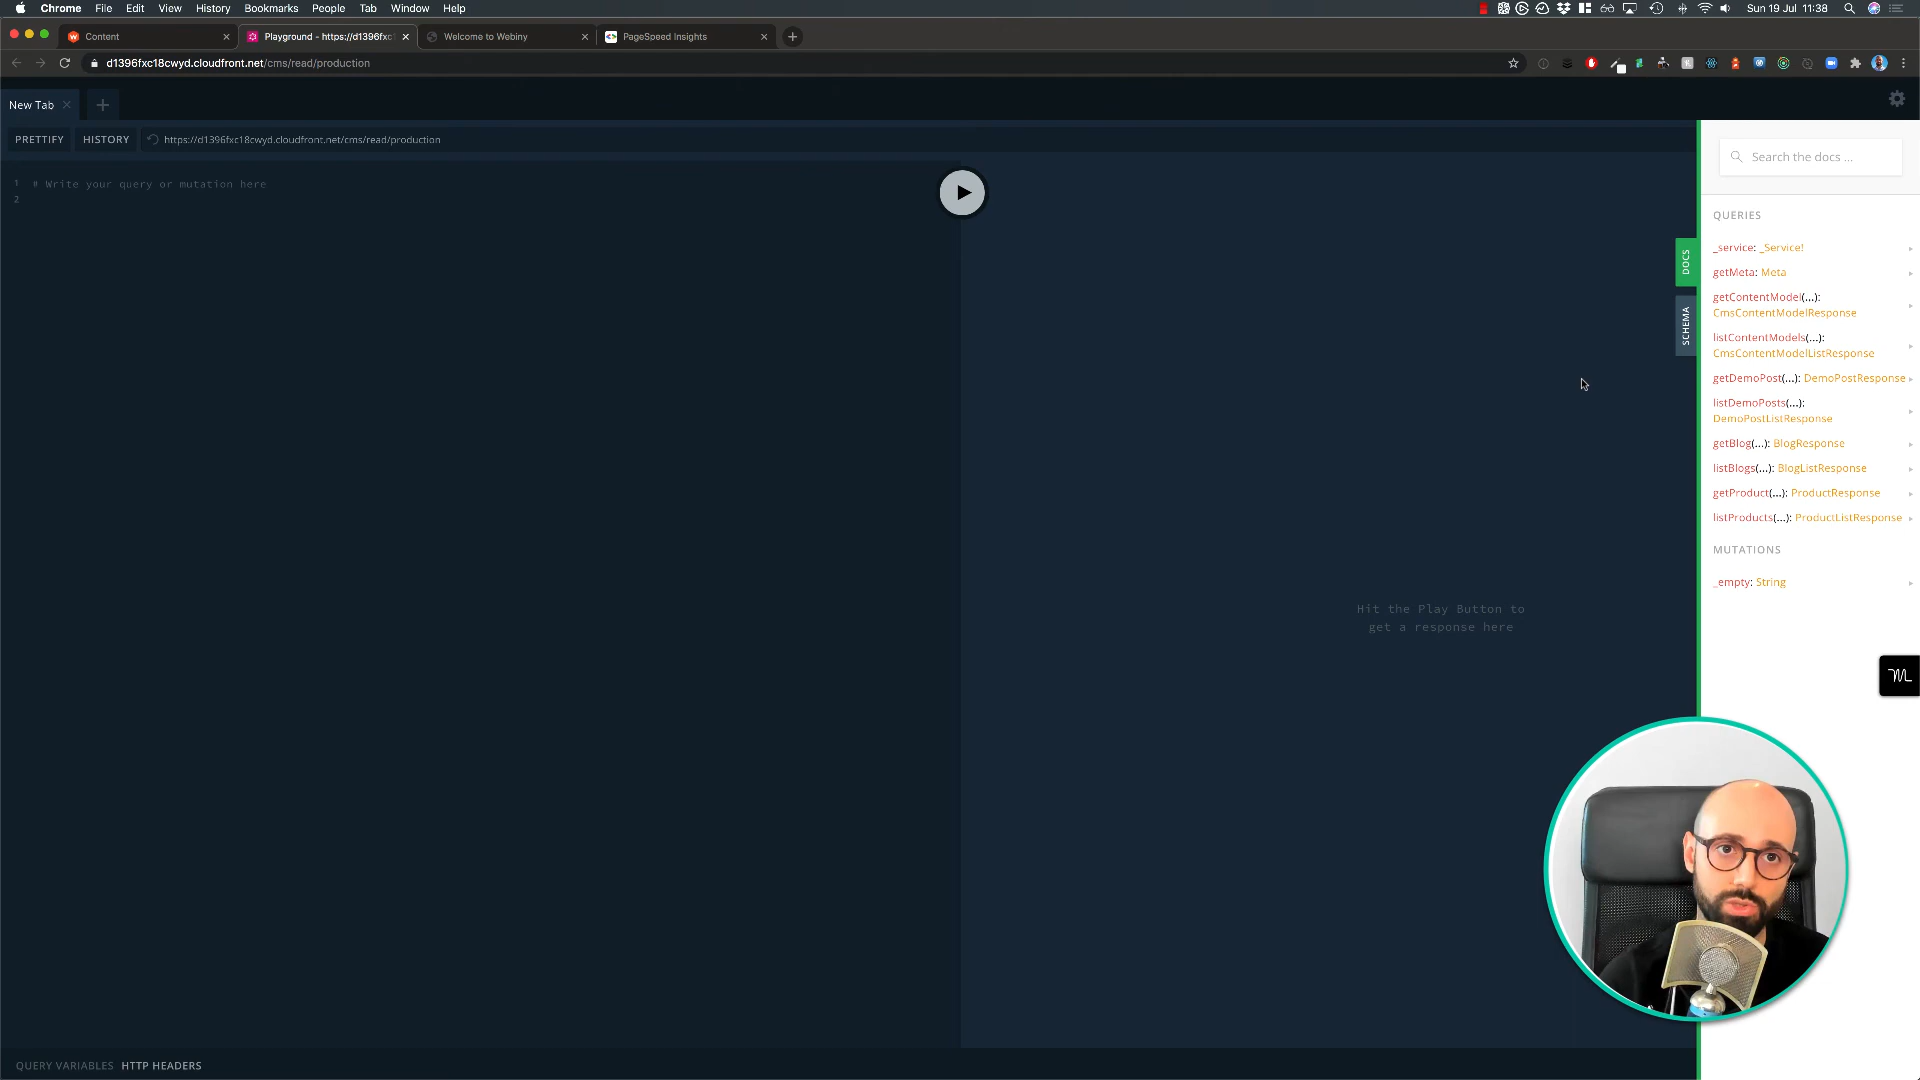 Chrome File Edit View History Bookmarks People Tab Window Help Sun 19 Jul 11:38
Content Playground - https://d1396fxc1 Welcome to Webiny PageSpeed Insights
d1396fxc18cwyd.cloudfront.net/cms/read/production
New Tab
PRETTIFY HISTORY https://d1396fxc18cwyd.cloudfront.net/cms/read/production
1 # Write your query or mutation here
2
Hit the Play Button to
get a response here
DOCS
SCHEMA
Search the docs ...
QUERIES
_service: _Service!
getMeta: Meta
getContentModel(...):
CmsContentModelResponse
listContentModels(...):
CmsContentModelListResponse
getDemoPost(...): DemoPostResponse
listDemoPosts(...):
DemoPostListResponse
getBlog(...): BlogResponse
listBlogs(...): BlogListResponse
getProduct(...): ProductResponse
listProducts(...): ProductListResponse
MUTATIONS
_empty: String
QUERY VARIABLES HTTP HEADERS